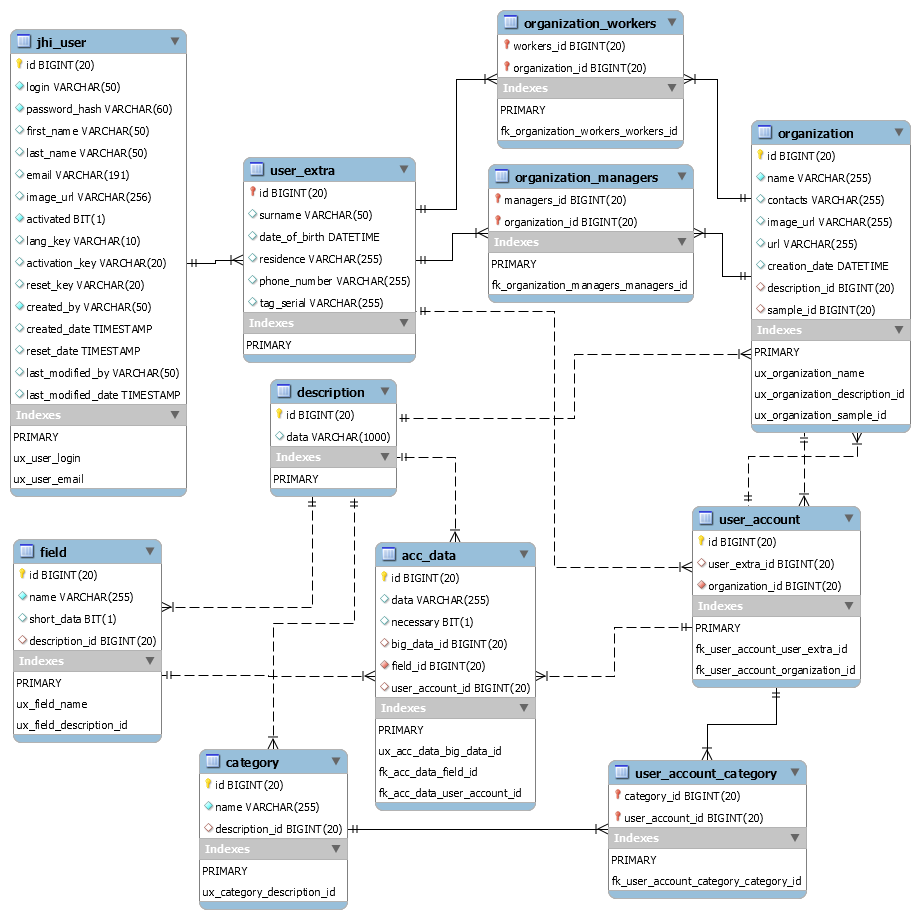 jhi_user
id BIGINT(20)
login VARCHAR(50)
password_hash VARCHAR(60)
first_name VARCHAR(50)
last_name VARCHAR(50)
email VARCHAR(191)
image_url VARCHAR(256)
activated BIT(1)
lang_key VARCHAR(10)
activation_key VARCHAR(20)
reset_key VARCHAR(20)
created_by VARCHAR(50)
created_date TIMESTAMP
reset_date TIMESTAMP
last_modified_by VARCHAR(50)
last_modified_date TIMESTAMP
Indexes
PRIMARY
ux_user_login
ux_user_email
user_extra
id BIGINT(20)
surname VARCHAR(50)
date_of_birth DATETIME
residence VARCHAR(255)
phone_number VARCHAR(255)
tag_serial VARCHAR(255)
Indexes
PRIMARY
organization_workers
workers_id BIGINT(20)
organization_id BIGINT(20)
Indexes
PRIMARY
fk_organization_workers_workers_id
organization_managers
managers_id BIGINT(20)
organization_id BIGINT(20)
Indexes
PRIMARY
fk_organization_managers_managers_id
organization
id BIGINT(20)
name VARCHAR(255)
contacts VARCHAR(255)
image_url VARCHAR(255)
url VARCHAR(255)
creation_date DATETIME
description_id BIGINT(20)
sample_id BIGINT(20)
Indexes
PRIMARY
ux_organization_name
ux_organization_description_id
ux_organization_sample_id
description
id BIGINT(20)
data VARCHAR(1000)
Indexes
PRIMARY
field
id BIGINT(20)
name VARCHAR(255)
short_data BIT(1)
description_id BIGINT(20)
Indexes
PRIMARY
ux_field_name
ux_field_description_id
acc_data
id BIGINT(20)
data VARCHAR(255)
necessary BIT(1)
big_data_id BIGINT(20)
field_id BIGINT(20)
user_account_id BIGINT(20)
Indexes
PRIMARY
ux_acc_data_big_data_id
fk_acc_data_field_id
fk_acc_data_user_account_id
user_account
id BIGINT(20)
user_extra_id BIGINT(20)
organization_id BIGINT(20)
Indexes
PRIMARY
fk_user_account_user_extra_id
fk_user_account_organization_id
category
id BIGINT(20)
name VARCHAR(255)
description_id BIGINT(20)
Indexes
PRIMARY
ux_category_description_id
user_account_category
category_id BIGINT(20)
user_account_id BIGINT(20)
Indexes
PRIMARY
fk_user_account_category_category_id